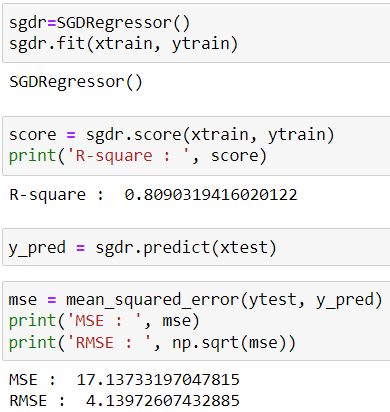 sgdr=SGDRegressor()
sgdr.fit(xtrain, ytrain)
SGDRegressor()
score = sgdr.score(xtrain, ytrain)
print('R-square : ', score)
R-square :  0.8090319416020122
y_pred = sgdr.predict(xtest)
mse = mean_squared_error(ytest, y_pred)
print('MSE : ', mse)
print('RMSE : ', np.sqrt(mse))
MSE :  17.13733197047815
RMSE :  4.13972607432885